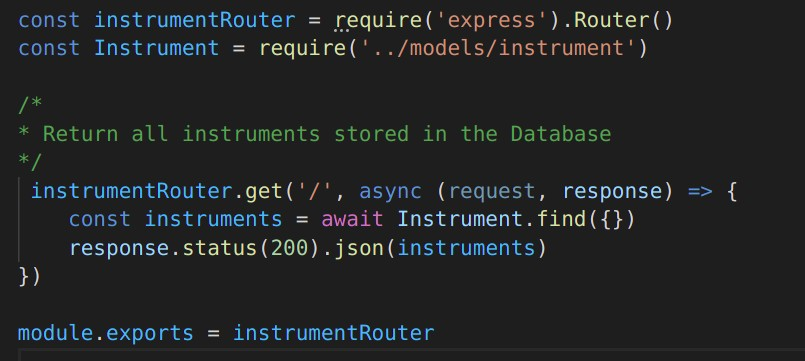 const instrumentRouter = require('express').Router()
const Instrument = require('../models/instrument')
/*
* Return all instruments stored in the Database
*/
instrumentRouter.get('/', async (request, response) => {
const instruments = await Instrument.find({})
response.status(200).json(instruments)
})
module.exports = instrumentRouter